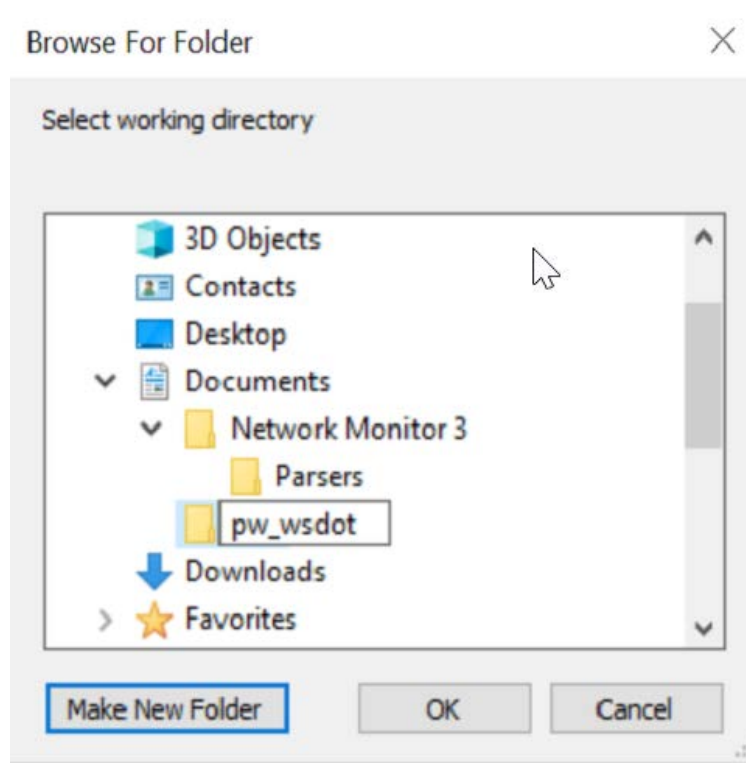 Browse For Folder
Select working directory
3D Objects
Contacts
Desktop
Documents
Network Monitor 3
Parsers
pw_wsdot
Downloads
Favorites
Make New Folder OK Cancel